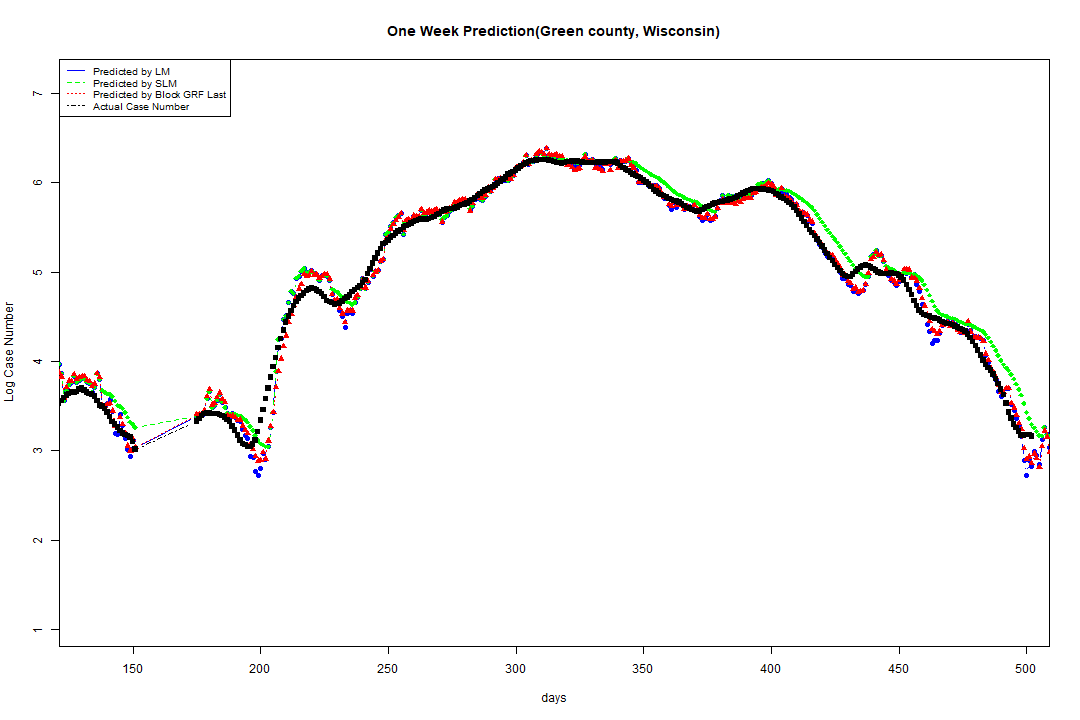 One Week Prediction(Green county, Wisconsin)
Predicted by LM
Predicted by SLM
Predicted by Block GRF Last
Actual Case Number
7
6
5
4
3
2
1
Log Case Number
150 200 250 300 350 400 450 500
days